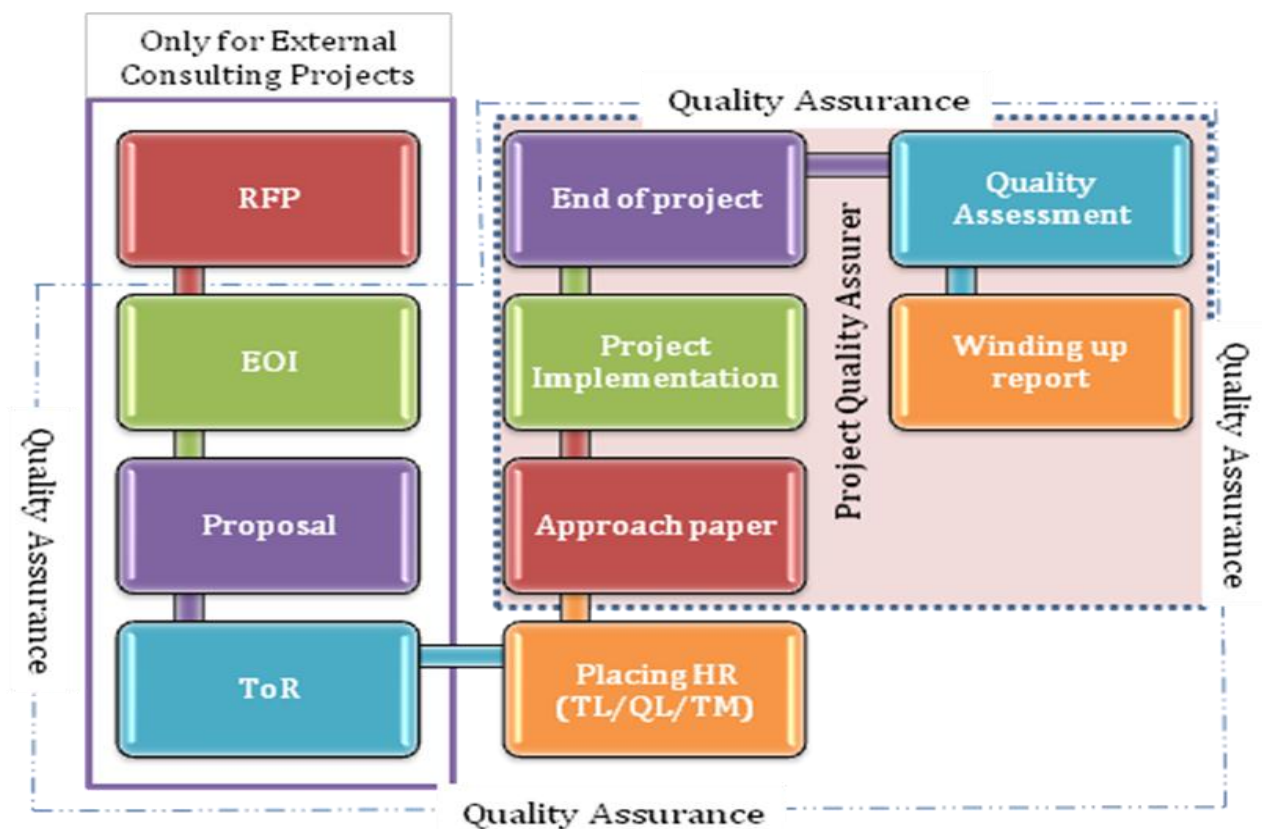 Only for External
Consulting Projects
RFP
EOI
Proposal
ToR
Quality Assurance
Quality Assurance
End of project
Project
Implementation
Approach paper
Placing HR
(TL/QL/TM)
Project Quality Assurer
Quality
Assessment
Winding up
report
Quality Assurance
Quality Assurance